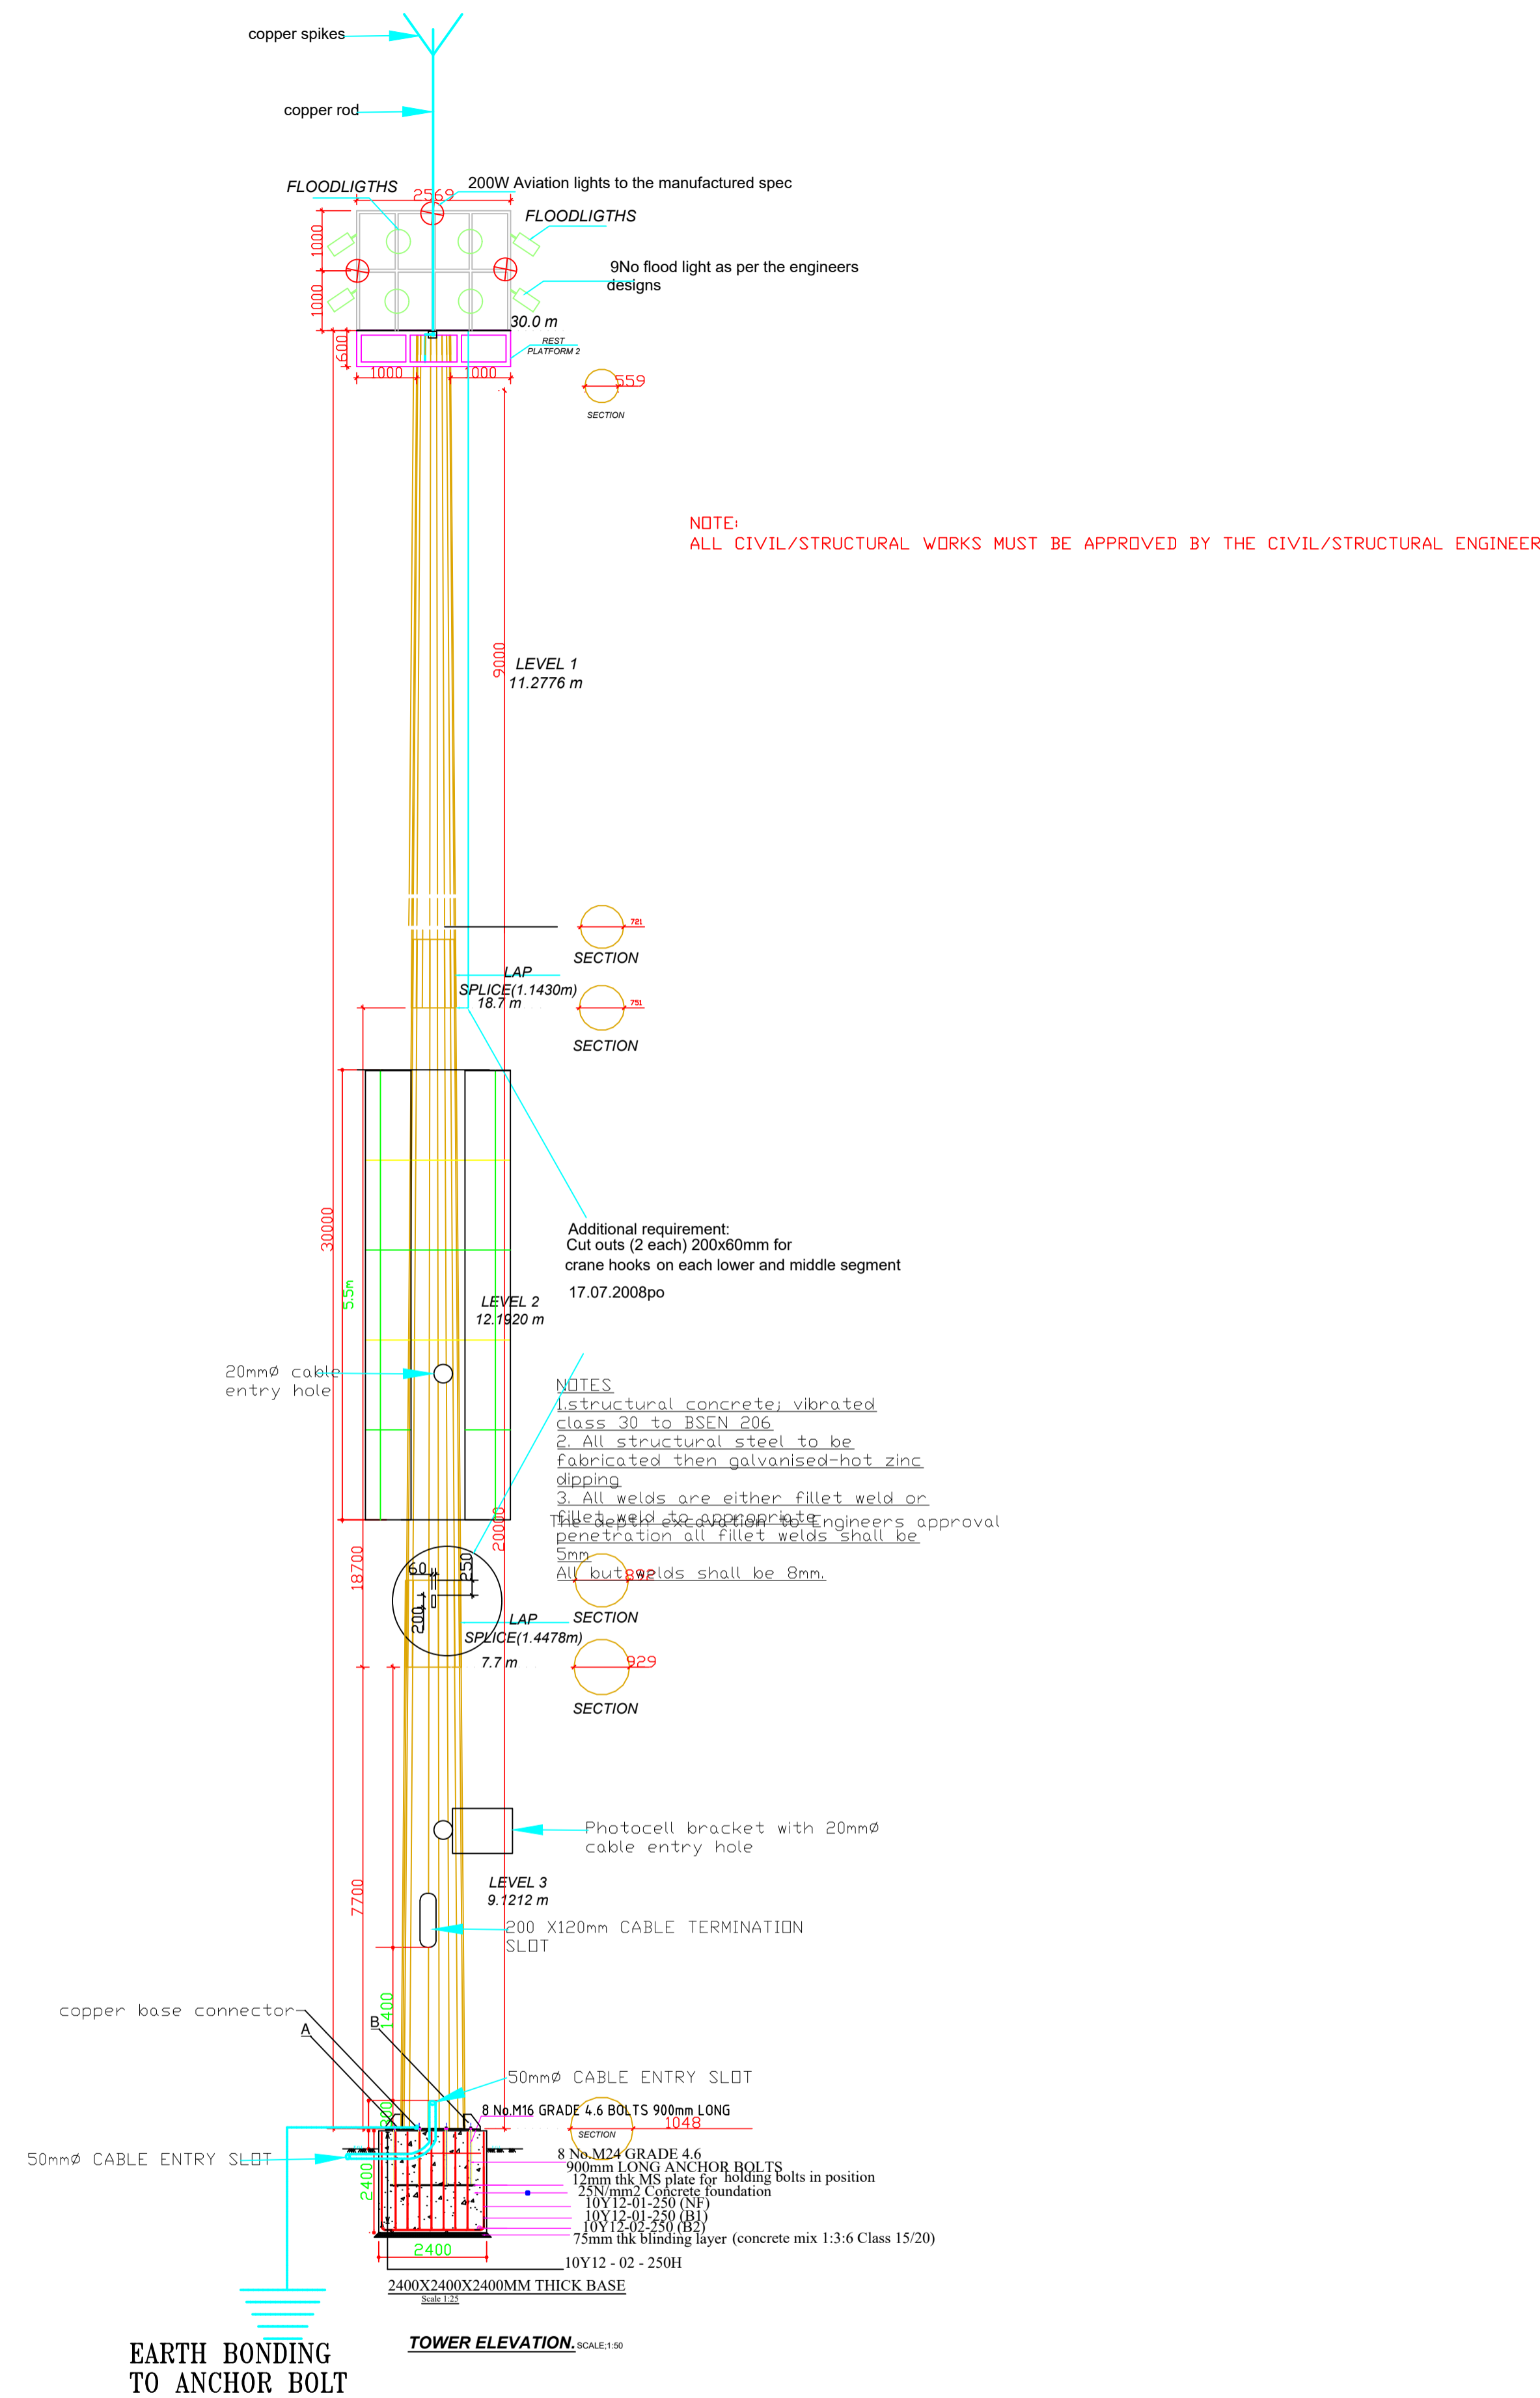 copper spikes
copper rod
FLOODLIGTHS
200W Aviation lights to the manufactured spec
2569
FLOODLIGTHS
1000
9No flood light as per the engineers
designs
1000
30.0 m
600
REST
PLATFORM 2
1000
1000
559
SECTION
NOTE:
ALL CIVIL/STRUCTURAL WORKS MUST BE APPROVED BY THE CIVIL/STRUCTURAL ENGINEER
9000
LEVEL 1
11.2776 m
721
SECTION
LAP
SPLICE(1.1430m)
18.7 m
751
SECTION
30000
5.5m
Additional requirement:
Cut outs (2 each) 200x60mm for
crane hooks on each lower and middle segment
17.07.2008po
LEVEL 2
12.1920 m
20mmØ cable
entry hole
NOTES
1.structural concrete; vibrated
class 30 to BSEN 206
2. All structural steel to be
fabricated then galvanised-hot zinc
dipping
3. All welds are either fillet weld or
fillet weld to appropriate
The depth excavation to Engineers approval
penetration all fillet welds shall be
5mm
All but welds shall be 8mm.
20000
18700
60
250
200
892
SECTION
LAP
SPLICE(1.4478m)
7.7 m
929
SECTION
Photocell bracket with 20mmØ
cable entry hole
7700
LEVEL 3
9.1212 m
200 X120mm CABLE TERMINATION
SLOT
1400
copper base connector
A
B
50mmØ CABLE ENTRY SLOT
8 No.M16 GRADE 4.6 BOLTS 900mm LONG
1048
SECTION
50mmØ CABLE ENTRY SLOT
2400
8 No.M24 GRADE 4.6
900mm LONG ANCHOR BOLTS
12mm thk MS plate for holding bolts in position
25N/mm2 Concrete foundation
10Y12-01-250 (NF)
10Y12-01-250 (B1)
10Y12-02-250 (B2)
75mm thk blinding layer (concrete mix 1:3:6 Class 15/20)
2400
10Y12 - 02 - 250H
2400X2400X2400MM THICK BASE
Scale 1:25
TOWER ELEVATION. SCALE;1:50
EARTH BONDING
TO ANCHOR BOLT